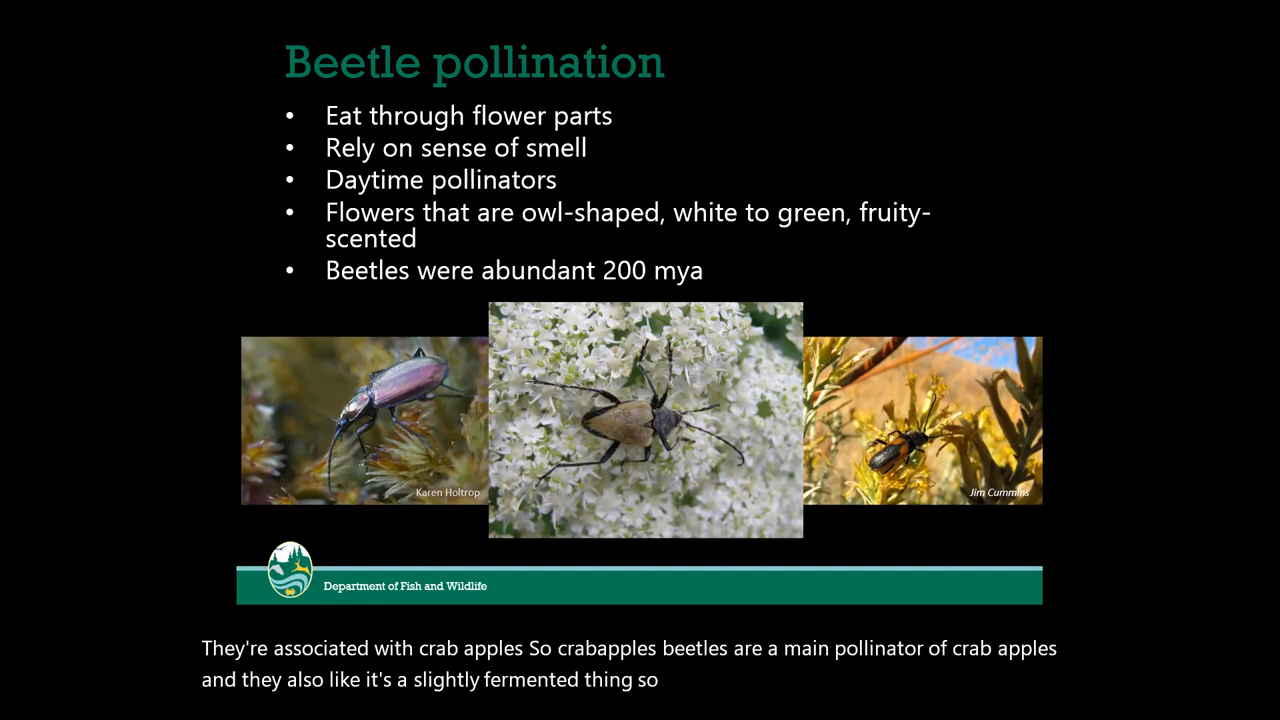 Beetle pollination
• Eat through flower parts
• Rely on sense of smell
• Daytime pollinators
• Flowers that are owl-shaped, white to green, fruity-
scented
• Beetles were abundant 200 mya
Karen Holtrop
Jim Cummins
Department of Fish and Wildlife
They're associated with crab apples So crabapples beetles are a main pollinator of crab apples
and they also like it's a slightly fermented thing so